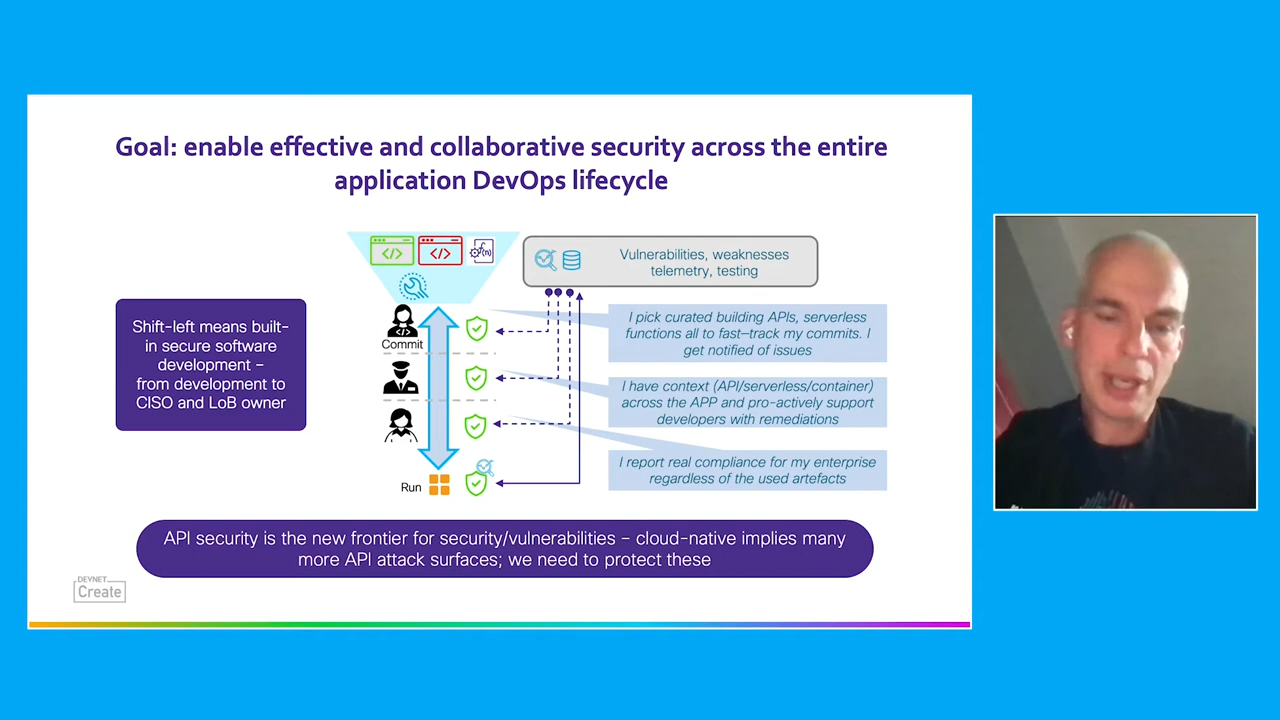 Goal: enable effective and collaborative security across the entire
application DevOps lifecycle
Vulnerabilities, weaknesses
telemetry, testing
Shift-left means built-
in secure software
development –
from development to
CISO and LoB owner
Commit
Run
I pick curated building APIs, serverless
functions all to fast–track my commits. I
get notified of issues
I have context (API/serverless/container)
across the APP and pro-actively support
developers with remediations
I report real compliance for my enterprise
regardless of the used artefacts
API security is the new frontier for security/vulnerabilities – cloud-native implies many
more API attack surfaces; we need to protect these
DEVNET
Create